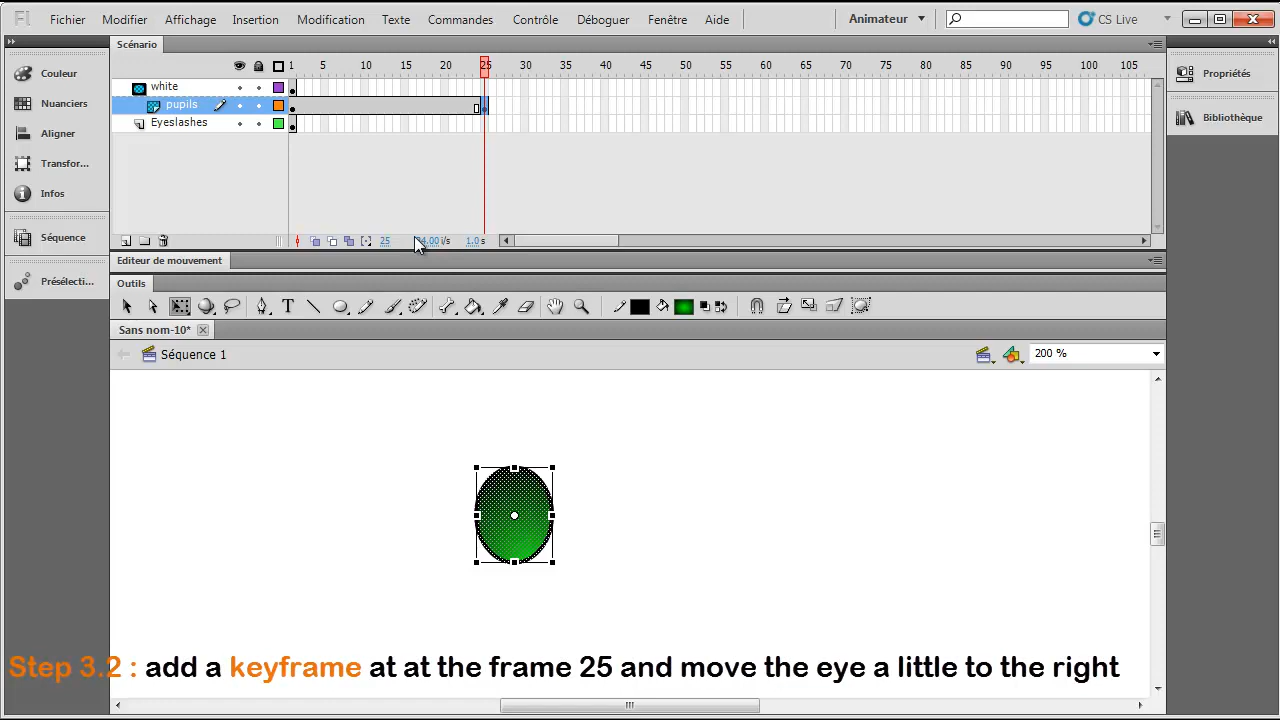 Fl Fichier Modifier Affichage Insertion Modification Texte Commandes Contrôle Déboguer Fenêtre Aide Animateur CS Live
Scénario
Couleur
Nuanciers
Aligner
Transfor...
Infos
Séquence
Présélecti...
1 5 10 15 20 25 30 35 40 45 50 55 60 65 70 75 80 85 90 95 100 105
white
pupils
Eyeslashes
25 24.00 i/s 1.0 s
Editeur de mouvement
Outils
Sans nom-10*
Séquence 1
200 %
Propriétés
Bibliothèque
Step 3.2 : add a keyframe at at the frame 25 and move the eye a little to the right